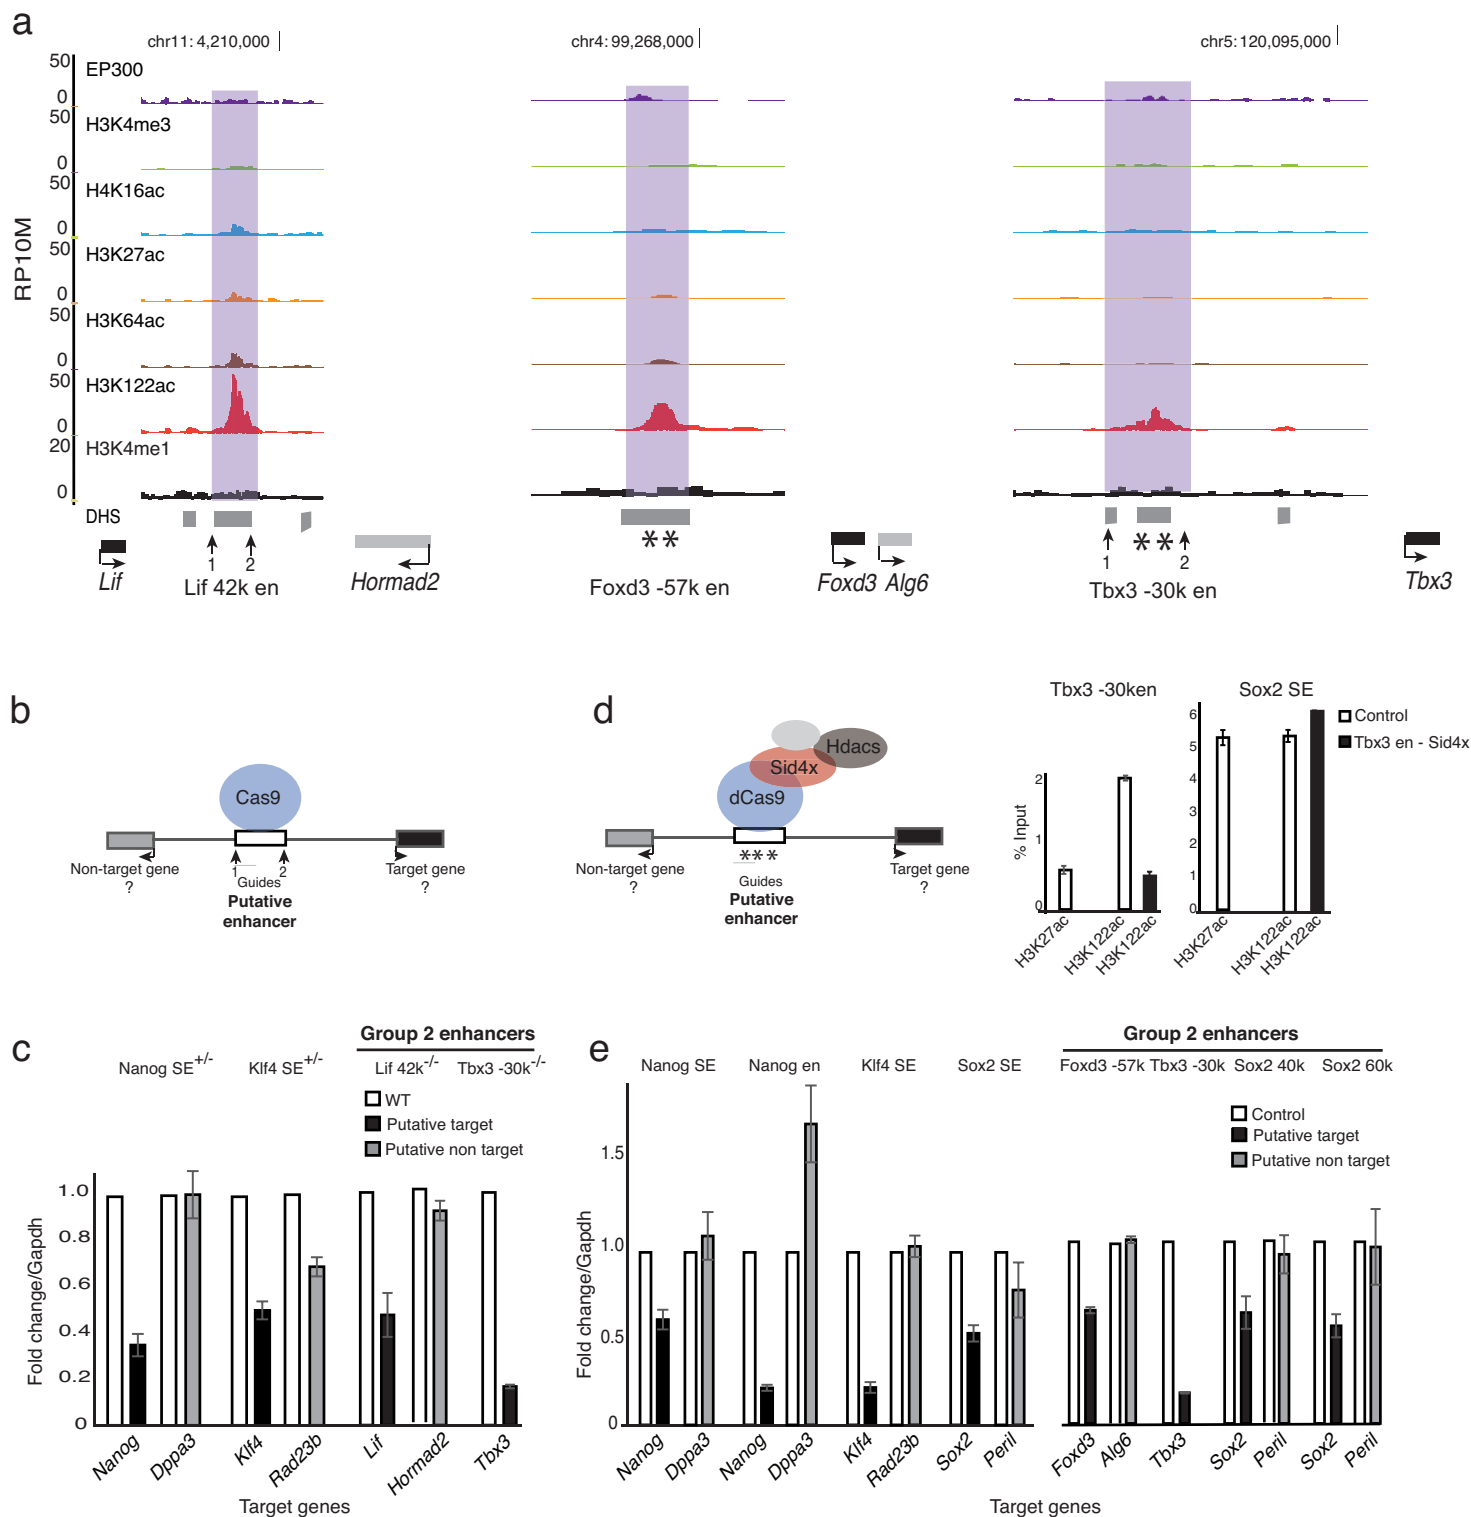 a
chr11: 4,210,000
chr4: 99,268,000
chr5: 120,095,000
RP10M
50
EP300
0
50
H3K4me3
0
50
H4K16ac
0
50
H3K27ac
0
50
H3K64ac
0
50
H3K122ac
0
20
H3K4me1
0
DHS
1 2
** 
1 ** 2
Lif
Lif 42k en
Hormad2
Foxd3 -57k en
Foxd3 Alg6
Tbx3 -30k en
Tbx3
b
Cas9
Non-target gene
?
1 2
Guides
Putative
enhancer
Target gene
?
d
Hdacs
Sid4x
dCas9
Non-target gene
?
***
Guides
Putative
enhancer
Target gene
?
Tbx3 -30ken
% Input
2
1
0
H3K27ac
H3K122ac
H3K122ac
Sox2 SE
6
5
4
3
2
1
0
H3K27ac
H3K122ac
H3K122ac
Control
Tbx3 en - Sid4x
c
Group 2 enhancers
Nanog SE+/- Klf4 SE+/- Lif 42k-/- Tbx3 -30k-/-
WT
Putative target
Putative non target
Fold change/Gapdh
1.0
0.8
0.6
0.4
0.2
0
Nanog
Dppa3
Klf4
Rad23b
Lif
Hormad2
Tbx3
Target genes
e
Group 2 enhancers
Nanog SE Nanog en Klf4 SE Sox2 SE Foxd3 -57k Tbx3 -30k Sox2 40k Sox2 60k
Control
Putative target
Putative non target
Fold change/Gapdh
1.5
1.0
0.5
0
Nanog
Dppa3
Nanog
Dppa3
Klf4
Rad23b
Sox2
Peril
Foxd3
Alg6
Tbx3
Sox2
Peril
Sox2
Peril
Target genes